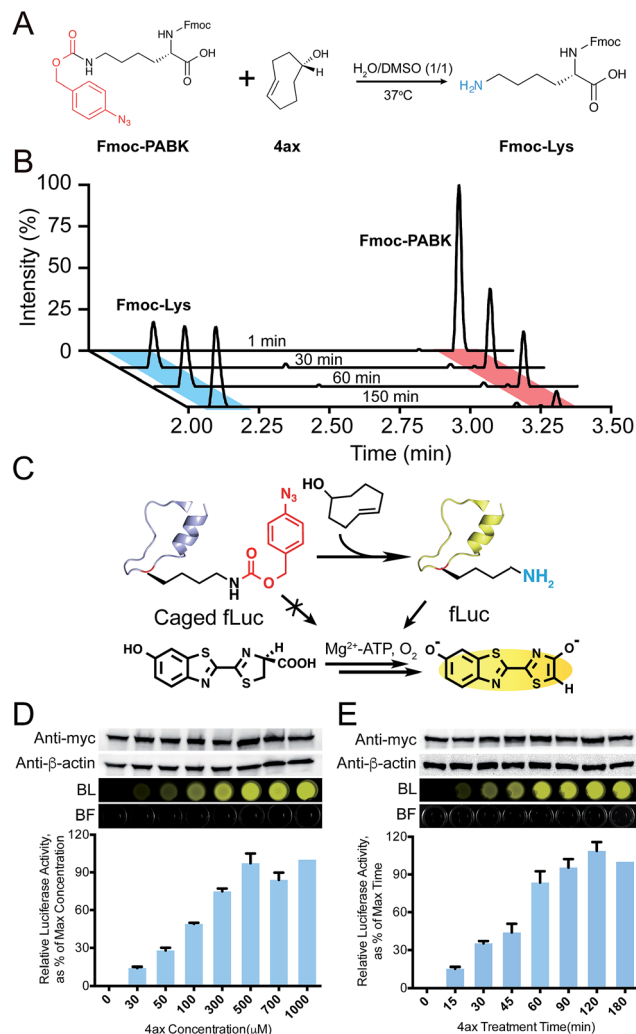 A
Fmoc
HN
OH
O
O
N
H
O
N₃
+
OH
H
H₂O/DMSO (1/1)
37ºC
Fmoc
HN
H₂N
OH
O
Fmoc-PABK
4ax
Fmoc-Lys
B
Intensity (%)
100
75
50
25
0
Fmoc-Lys
Fmoc-PABK
1 min
30 min
60 min
150 min
2.00 2.25 2.50 2.75 3.00 3.25 3.50
Time (min)
C
HO
N₃
O
N
H
O
NH₂
Caged fLuc
fLuc
HO
S
N
N
S
H
COOH
Mg²⁺-ATP, O₂
O⁻
S
N
N
S
O⁻
H
D
Anti-myc
Anti-β-actin
BL
BF
Relative Luciferase Activity,
as % of Max Concentration
120
90
60
30
0
0 30 50 100 300 500 700 1000
4ax Concentration(μM)
E
Anti-myc
Anti-β-actin
BL
BF
Relative Luciferase Activity,
as % of Max Time
120
90
60
30
0
0 15 30 45 60 90 120 180
4ax Treatment Time(min)